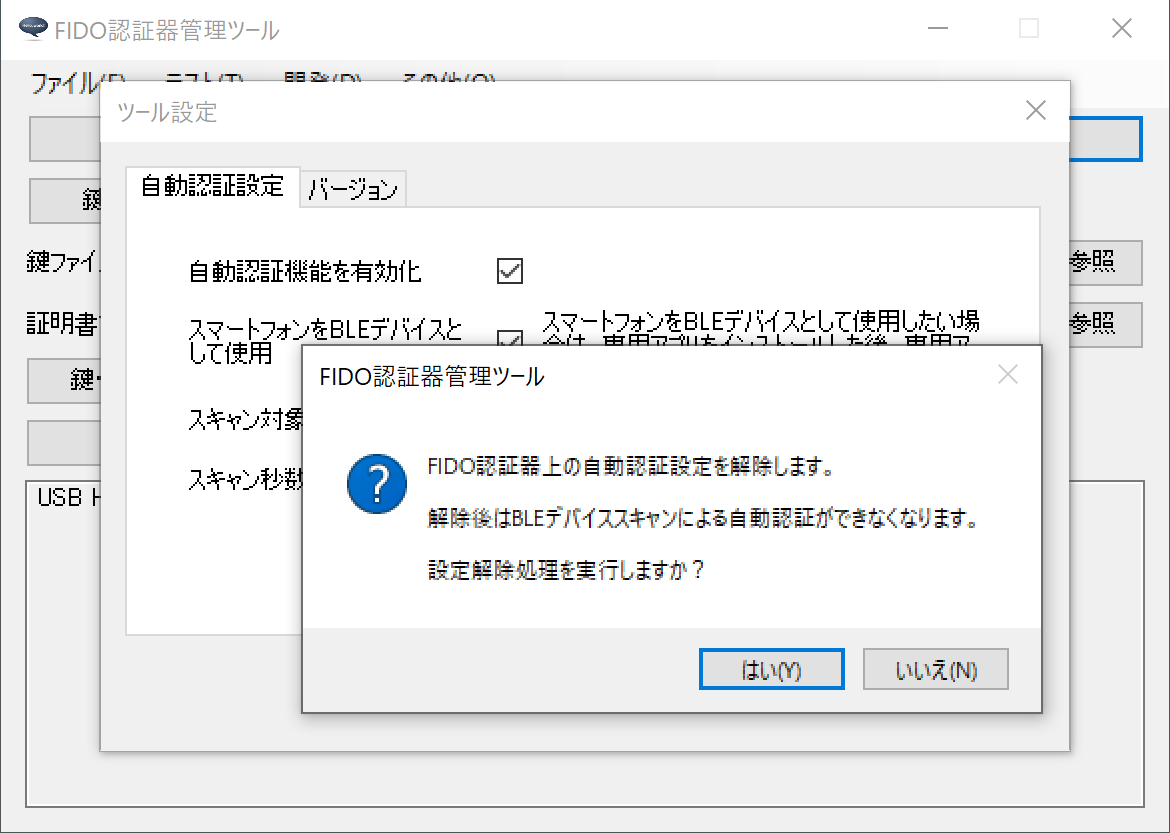 FIDO認証器管理ツール
ファイル(F) テスト(T) 開発(D) その他(O)
ツール設定
自動認証設定 バージョン
鍵
鍵ファイ
証明書
鍵・
USB H
参照
参照
自動認証機能を有効化
スマートフォンをBLEデバイスと
して使用
スマートフォンをBLEデバイスとして使用したい場
合は、専用アプリをインストールした後、専用ア
スキャン対象
スキャン秒数
FIDO認証器管理ツール
FIDO認証器上の自動認証設定を解除します。
解除後はBLEデバイススキャンによる自動認証ができなくなります。
設定解除処理を実行しますか？
はい(Y) いいえ(N)